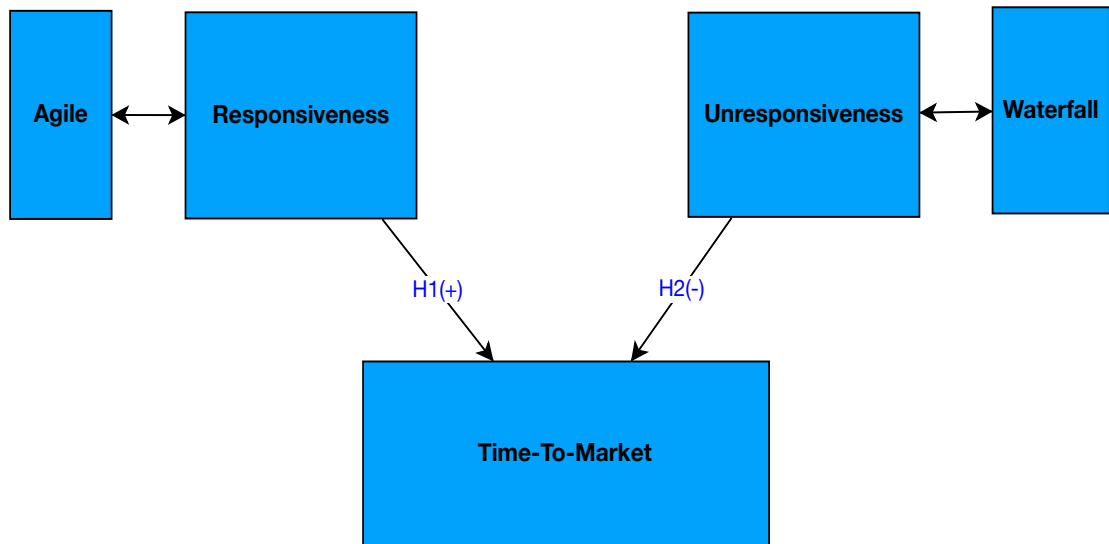 Agile
Responsiveness
Unresponsiveness
Waterfall
H1(+)
H2(-)
Time-To-Market